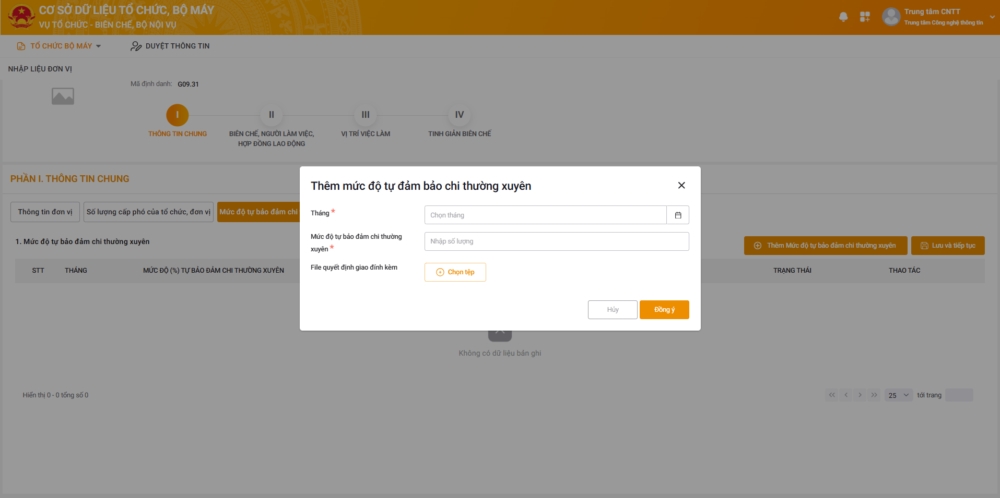 CƠ SỞ DỮ LIỆU TỔ CHỨC, BỘ MÁY
VỤ TỔ CHỨC - BIÊN CHẾ, BỘ NỘI VỤ
Trung tâm CNTT
Trung tâm Công nghệ thông tin
TỔ CHỨC BỘ MÁY
DUYỆT THÔNG TIN
NHẬP LIỆU ĐƠN VỊ
Mã định danh: G09.31
I
II
III
IV
THÔNG TIN CHUNG
BIÊN CHẾ, NGƯỜI LÀM VIỆC,
HỢP ĐỒNG LAO ĐỘNG
VỊ TRÍ VIỆC LÀM
TINH GIẢN BIÊN CHẾ
PHẦN I. THÔNG TIN CHUNG
Thông tin đơn vị
Số lượng cấp phó của tổ chức, đơn vị
Mức độ tự bảo đảm chi
1. Mức độ tự bảo đảm chi thường xuyên
Thêm Mức độ tự bảo đảm chi thường xuyên
Lưu và tiếp tục
STT
THÁNG
MỨC ĐỘ (%) TỰ BẢO ĐẢM CHI THƯỜNG XUYÊN
TRẠNG THÁI
THAO TÁC
Thêm mức độ tự đảm bảo chi thường xuyên
Tháng *
Chọn tháng
Mức độ tự bảo đảm chi thường
xuyên *
Nhập số lượng
File quyết định giao đính kèm
Chọn tệp
Hủy
Đồng ý
Không có dữ liệu bản ghi
Hiển thị 0 - 0 tổng số 0
25
tới trang